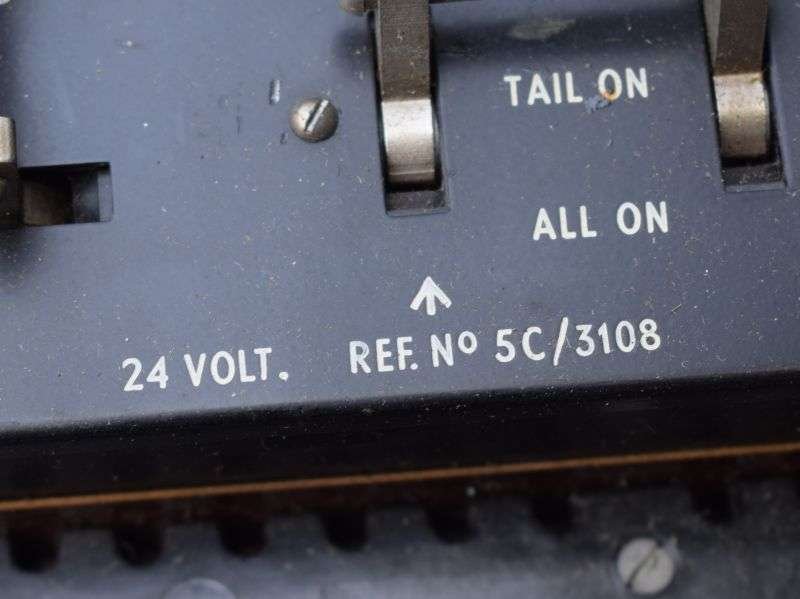 TAIL ON
ALL ON
24 VOLT. REF. Nº 5C/3108